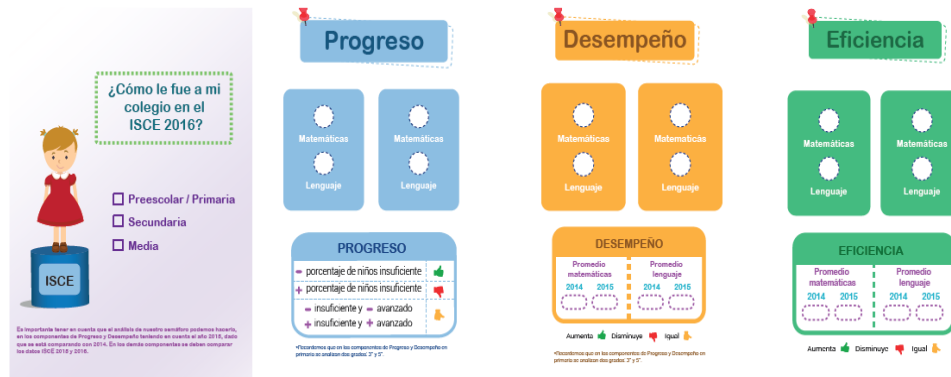 ¿Cómo le fue a mi
colegio en el
ISCE 2016?
Preescolar / Primaria
Secundaria
Media
ISCE
Es importante tener en cuenta que el análisis de nuestro semáforo podemos hacerlo,
en los componentes de Progreso y Desempeño teniendo en cuenta el año 2015, dado
que se está comparando con 2014. En los demás componentes se deben comparar
los datos ISCE 2015 y 2016.
Progreso
Matemáticas
Lenguaje
Matemáticas
Lenguaje
PROGRESO
- porcentaje de niños insuficiente
+ porcentaje de niños insuficiente
- insuficiente y - avanzado
+ insuficiente y + avanzado
*Recordemos que en los componentes de Progreso y Desempeño en
primaria se analizan dos grados: 3° y 5°.
Desempeño
Matemáticas
Lenguaje
Matematicás
Lenguaje
DESEMPEÑO
Promedio
matemáticas
2014 2015
Promedio
lenguaje
2014 2015
Aumenta Disminuye Igual
*Recordemos que en los componentes de Progreso y Desempeño en
primaria se analizan dos grados: 3° y 5°.
Eficiencia
Matemáticas
Lenguaje
Matemáticas
Lenguaje
EFICIENCIA
Promedio
matemáticas
2014 2015
Promedio
lenguaje
2014 2015
Aumenta Disminuye Igual